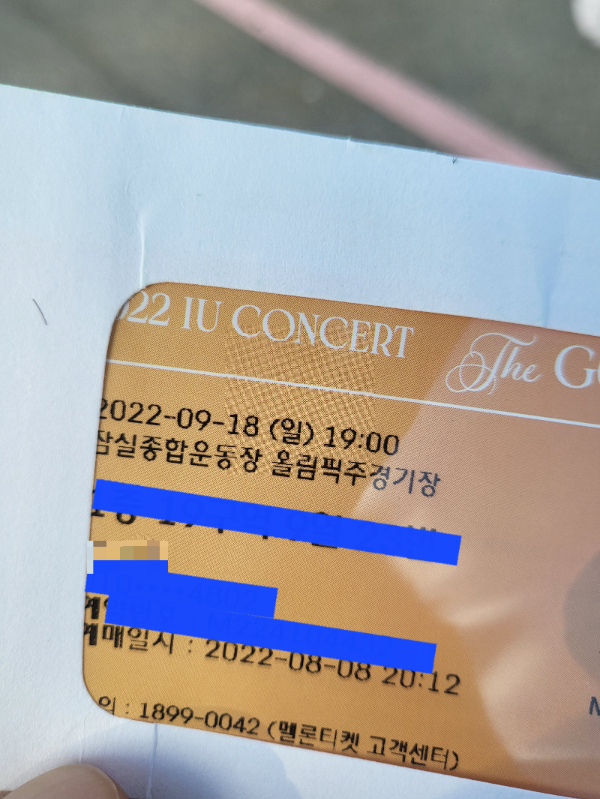 22 IU CONCERT The G
2022-09-18 (일) 19:00
잠실종합운동장 올림픽주경기장
예매일시 : 2022-08-08 20:12
의 : 1899-0042 (멜론티켓 고객센터)